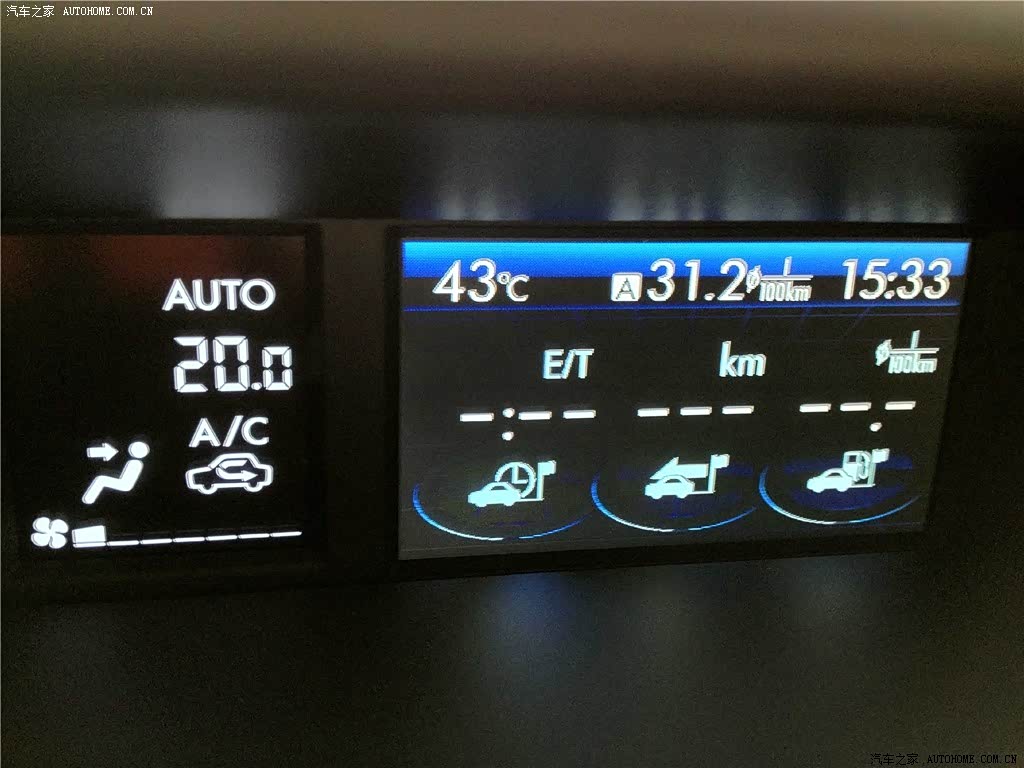 汽车之家 AUTOHOME.COM.CN
AUTO
20.0
A/C
43℃ A 31.2 ø l/100km 15:33
E/T km ø l/100km
--:-- --- --.-
汽车之家 AUTOHOME.COM.CN